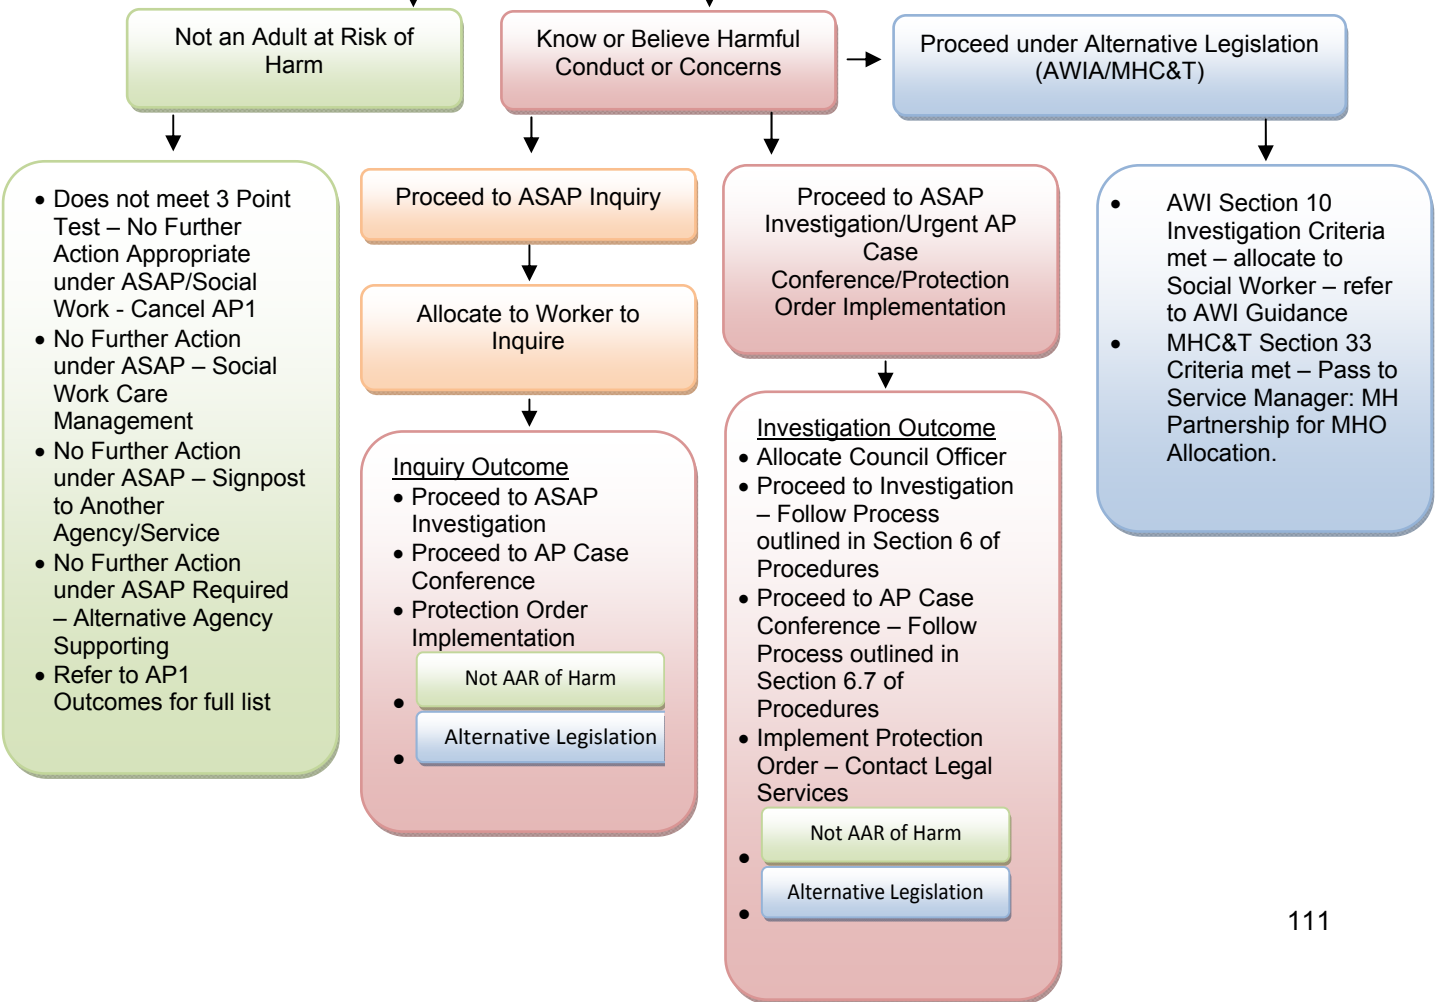 Not an Adult at Risk of
Harm
Know or Believe Harmful
Conduct or Concerns
Proceed under Alternative Legislation
(AWIA/MHC&T)
• Does not meet 3 Point
Test – No Further
Action Appropriate
under ASAP/Social
Work - Cancel AP1
• No Further Action
under ASAP – Social
Work Care
Management
• No Further Action
under ASAP – Signpost
to Another
Agency/Service
• No Further Action
under ASAP Required
– Alternative Agency
Supporting
• Refer to AP1
Outcomes for full list
Proceed to ASAP Inquiry
Allocate to Worker to
Inquire
Inquiry Outcome
• Proceed to ASAP
Investigation
• Proceed to AP Case
Conference
• Protection Order
Implementation
• Not AAR of Harm
• Alternative Legislation
Proceed to ASAP
Investigation/Urgent AP
Case
Conference/Protection
Order Implementation
Investigation Outcome
• Allocate Council Officer
• Proceed to Investigation
– Follow Process
outlined in Section 6 of
Procedures
• Proceed to AP Case
Conference – Follow
Process outlined in
Section 6.7 of
Procedures
• Implement Protection
Order – Contact Legal
Services
• Not AAR of Harm
• Alternative Legislation
• AWI Section 10
Investigation Criteria
met – allocate to
Social Worker – refer
to AWI Guidance
• MHC&T Section 33
Criteria met – Pass to
Service Manager: MH
Partnership for MHO
Allocation.
111